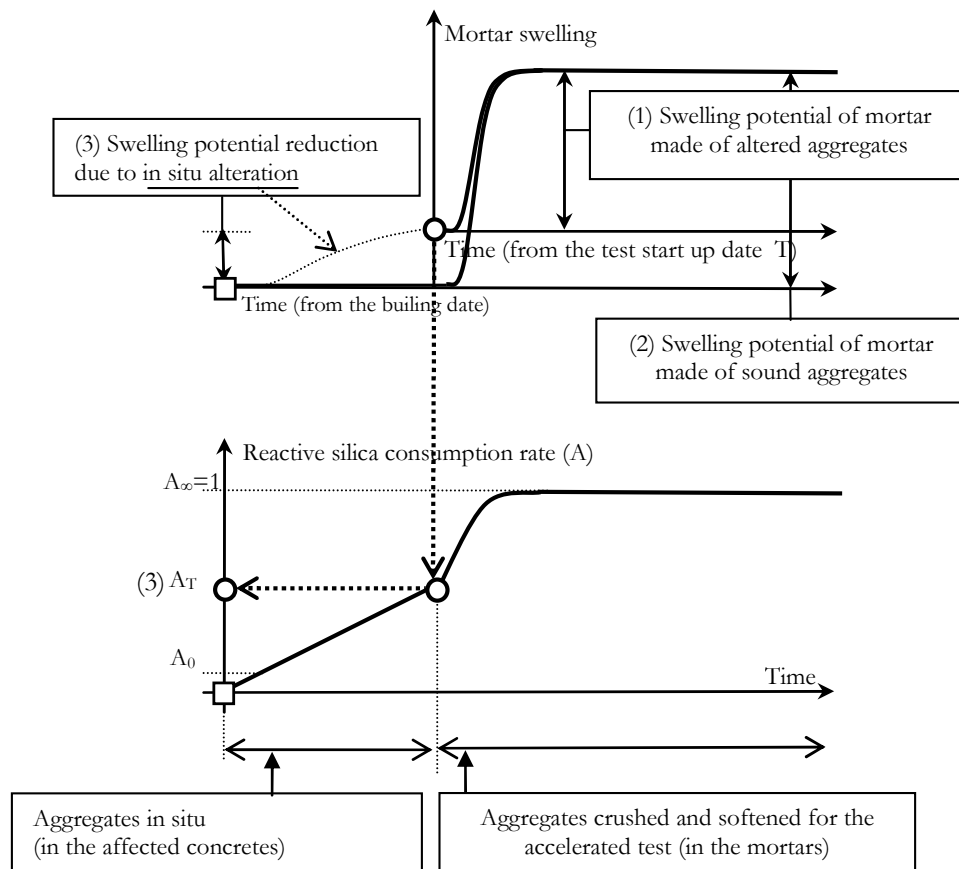 Mortar swelling
(3) Swelling potential reduction
due to in situ alteration
(1) Swelling potential of mortar
made of altered aggregates
Time (from the test start up date T)
Time (from the builing date)
(2) Swelling potential of mortar
made of sound aggregates
Reactive silica consumption rate (A)
A∞=1
(3) A_T
A₀
Time
Aggregates in situ
(in the affected concretes)
Aggregates crushed and softened for the
accelerated test (in the mortars)